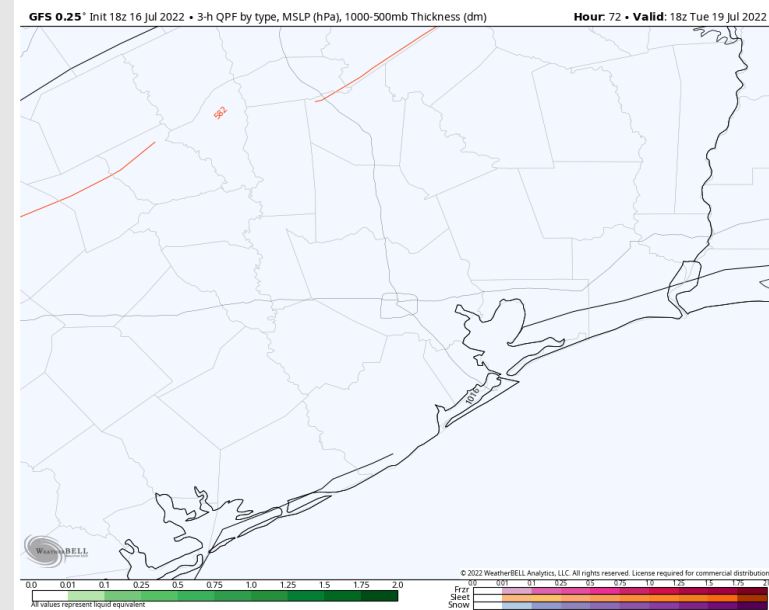 GFS 0.25° Init 18z 16 Jul 2022 • 3-h QPF by type, MSLP (hPa), 1000-500mb Thickness (dm) Hour: 72 • Valid: 18z Tue 19 Jul 2022
582
1016
WEATHERBELL
© 2022 WeatherBELL Analytics, LLC. All rights reserved. License required for commercial distribution
0.0 0.01 0.1 0.25 0.5 0.75 1.0 1.25 1.5 1.75 2.0
All values represent liquid equivalent
0.0 0.01 0.1 0.25 0.5 0.75 1.0 1.25 1.5 1.75
Frzr
Sleet
Snow